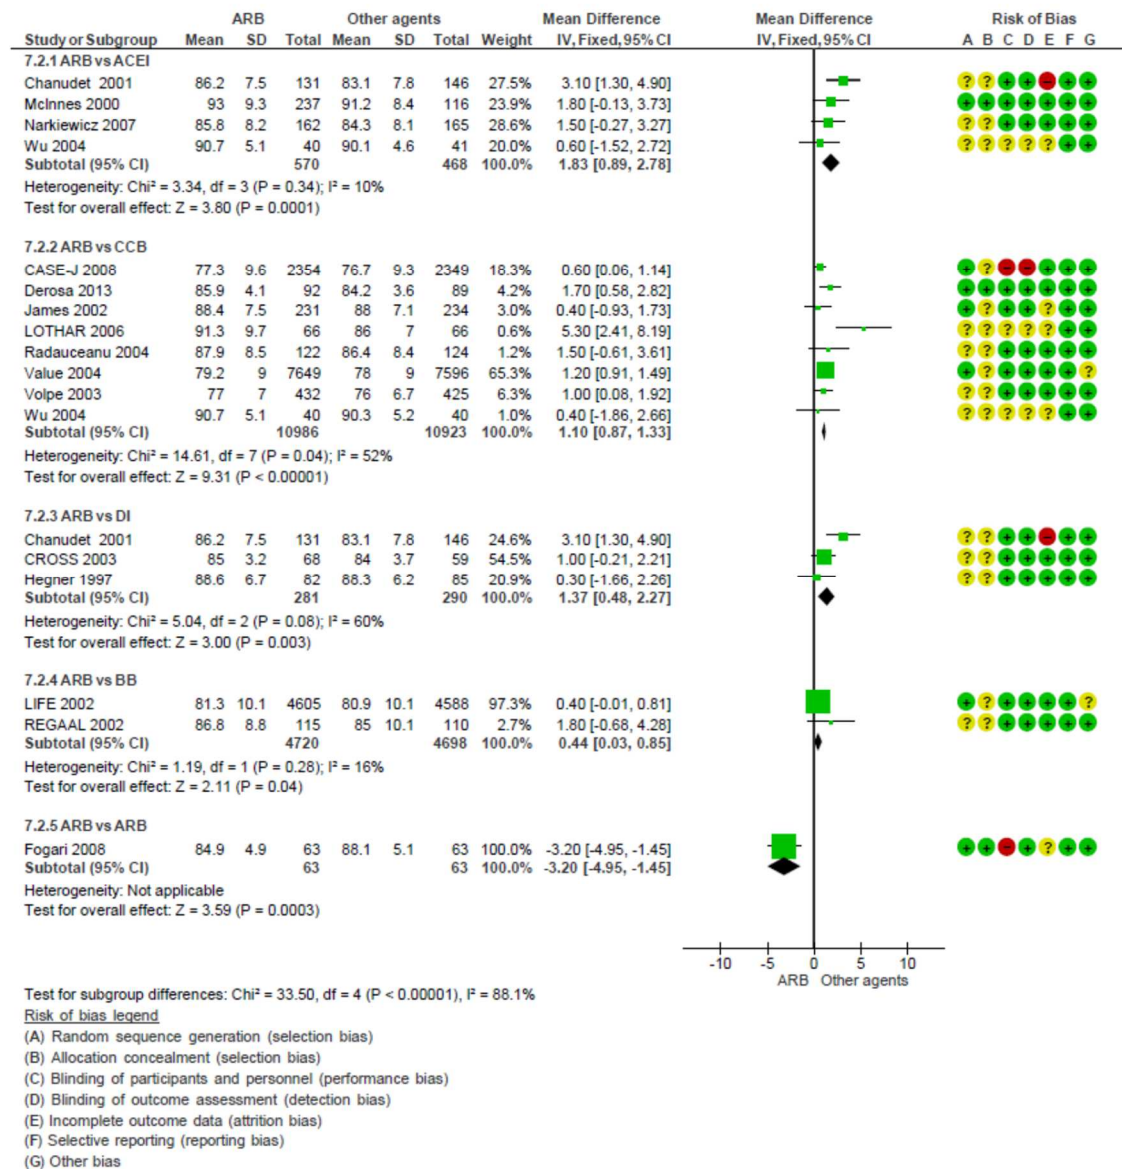 ARB Other agents Mean Difference Mean Difference Risk of Bias
Study or Subgroup Mean SD Total Mean SD Total Weight IV, Fixed, 95% CI IV, Fixed, 95% CI A B C D E F G
7.2.1 ARB vs ACEI
Chanudet 2001 86.2 7.5 131 83.1 7.8 146 27.5% 3.10 [1.30, 4.90] ? ? + + − + +
McInnes 2000 93 9.3 237 91.2 8.4 116 23.9% 1.80 [-0.13, 3.73] + + + + + + +
Narkiewicz 2007 85.8 8.2 162 84.3 8.1 165 28.6% 1.50 [-0.27, 3.27] ? ? + + + + +
Wu 2004 90.7 5.1 40 90.1 4.6 41 20.0% 0.60 [-1.52, 2.72] ? ? ? ? ? + +
Subtotal (95% CI) 570 468 100.0% 1.83 [0.89, 2.78]
Heterogeneity: Chi² = 3.34, df = 3 (P = 0.34); I² = 10%
Test for overall effect: Z = 3.80 (P = 0.0001)
7.2.2 ARB vs CCB
CASE-J 2008 77.3 9.6 2354 76.7 9.3 2349 18.3% 0.60 [0.06, 1.14] + ? − − + + +
Derosa 2013 85.9 4.1 92 84.2 3.6 89 4.2% 1.70 [0.58, 2.82] + + + + + + +
James 2002 88.4 7.5 231 88 7.1 234 3.0% 0.40 [-0.93, 1.73] + ? + + ? + +
LOTHAR 2006 91.3 9.7 66 86 7 66 0.6% 5.30 [2.41, 8.19] ? ? ? ? ? + +
Radauceanu 2004 87.9 8.5 122 86.4 8.4 124 1.2% 1.50 [-0.61, 3.61] ? ? + + + + +
Value 2004 79.2 9 7649 78 9 7596 65.3% 1.20 [0.91, 1.49] + ? + + + + ?
Volpe 2003 77 7 432 76 6.7 425 6.3% 1.00 [0.08, 1.92] ? ? + + + + +
Wu 2004 90.7 5.1 40 90.3 5.2 40 1.0% 0.40 [-1.86, 2.66] ? ? ? ? ? + +
Subtotal (95% CI) 10986 10923 100.0% 1.10 [0.87, 1.33]
Heterogeneity: Chi² = 14.61, df = 7 (P = 0.04); I² = 52%
Test for overall effect: Z = 9.31 (P < 0.00001)
7.2.3 ARB vs DI
Chanudet 2001 86.2 7.5 131 83.1 7.8 146 24.6% 3.10 [1.30, 4.90] ? ? + + − + +
CROSS 2003 85 3.2 68 84 3.7 59 54.5% 1.00 [-0.21, 2.21] ? ? + + + + +
Hegner 1997 88.6 6.7 82 88.3 6.2 85 20.9% 0.30 [-1.66, 2.26] ? ? + + + + +
Subtotal (95% CI) 281 290 100.0% 1.37 [0.48, 2.27]
Heterogeneity: Chi² = 5.04, df = 2 (P = 0.08); I² = 60%
Test for overall effect: Z = 3.00 (P = 0.003)
7.2.4 ARB vs BB
LIFE 2002 81.3 10.1 4605 80.9 10.1 4588 97.3% 0.40 [-0.01, 0.81] + ? + + + + ?
REGAAL 2002 86.8 8.8 115 85 10.1 110 2.7% 1.80 [-0.68, 4.28] ? ? + + + + +
Subtotal (95% CI) 4720 4698 100.0% 0.44 [0.03, 0.85]
Heterogeneity: Chi² = 1.19, df = 1 (P = 0.28); I² = 16%
Test for overall effect: Z = 2.11 (P = 0.04)
7.2.5 ARB vs ARB
Fogari 2008 84.9 4.9 63 88.1 5.1 63 100.0% -3.20 [-4.95, -1.45] + + − + ? + +
Subtotal (95% CI) 63 63 100.0% -3.20 [-4.95, -1.45]
Heterogeneity: Not applicable
Test for overall effect: Z = 3.59 (P = 0.0003)
-10 -5 0 5 10
ARB Other agents
Test for subgroup differences: Chi² = 33.50, df = 4 (P < 0.00001), I² = 88.1%
Risk of bias legend
(A) Random sequence generation (selection bias)
(B) Allocation concealment (selection bias)
(C) Blinding of participants and personnel (performance bias)
(D) Blinding of outcome assessment (detection bias)
(E) Incomplete outcome data (attrition bias)
(F) Selective reporting (reporting bias)
(G) Other bias